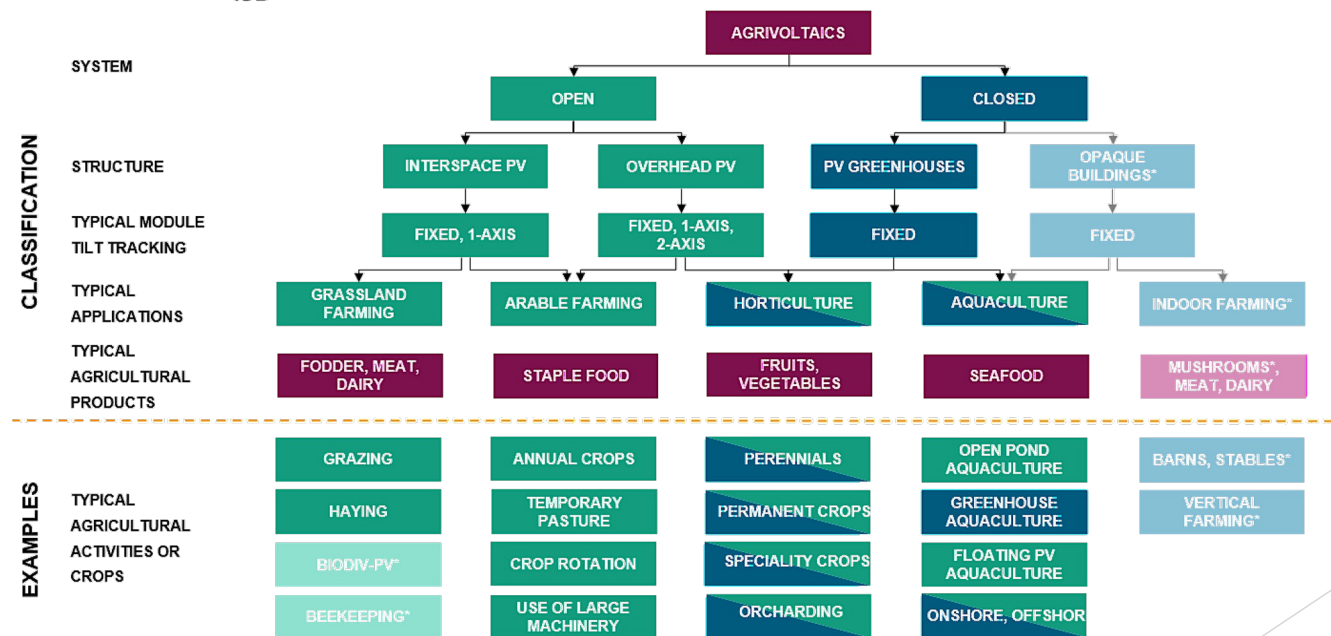 AGRIVOLTAICS
SYSTEM
OPEN
CLOSED
CLASSIFICATION
STRUCTURE
INTERSPACE PV
OVERHEAD PV
PV GREENHOUSES
OPAQUE
BUILDINGS*
TYPICAL MODULE
TILT TRACKING
FIXED, 1-AXIS
FIXED, 1-AXIS,
2-AXIS
FIXED
FIXED
TYPICAL
APPLICATIONS
GRASSLAND
FARMING
ARABLE FARMING
HORTICULTURE
AQUACULTURE
INDOOR FARMING*
TYPICAL
AGRICULTURAL
PRODUCTS
FODDER, MEAT,
DAIRY
STAPLE FOOD
FRUITS,
VEGETABLES
SEAFOOD
MUSHROOMS*,
MEAT, DAIRY
EXAMPLES
TYPICAL
AGRICULTURAL
ACTIVITIES OR
CROPS
GRAZING
ANNUAL CROPS
PERENNIALS
OPEN POND
AQUACULTURE
BARNS, STABLES*
HAYING
TEMPORARY
PASTURE
PERMANENT CROPS
GREENHOUSE
AQUACULTURE
VERTICAL
FARMING*
BIODIV-PV*
CROP ROTATION
SPECIALITY CROPS
FLOATING PV
AQUACULTURE
BEEKEEPING*
USE OF LARGE
MACHINERY
ORCHARDING
ONSHORE, OFFSHOR